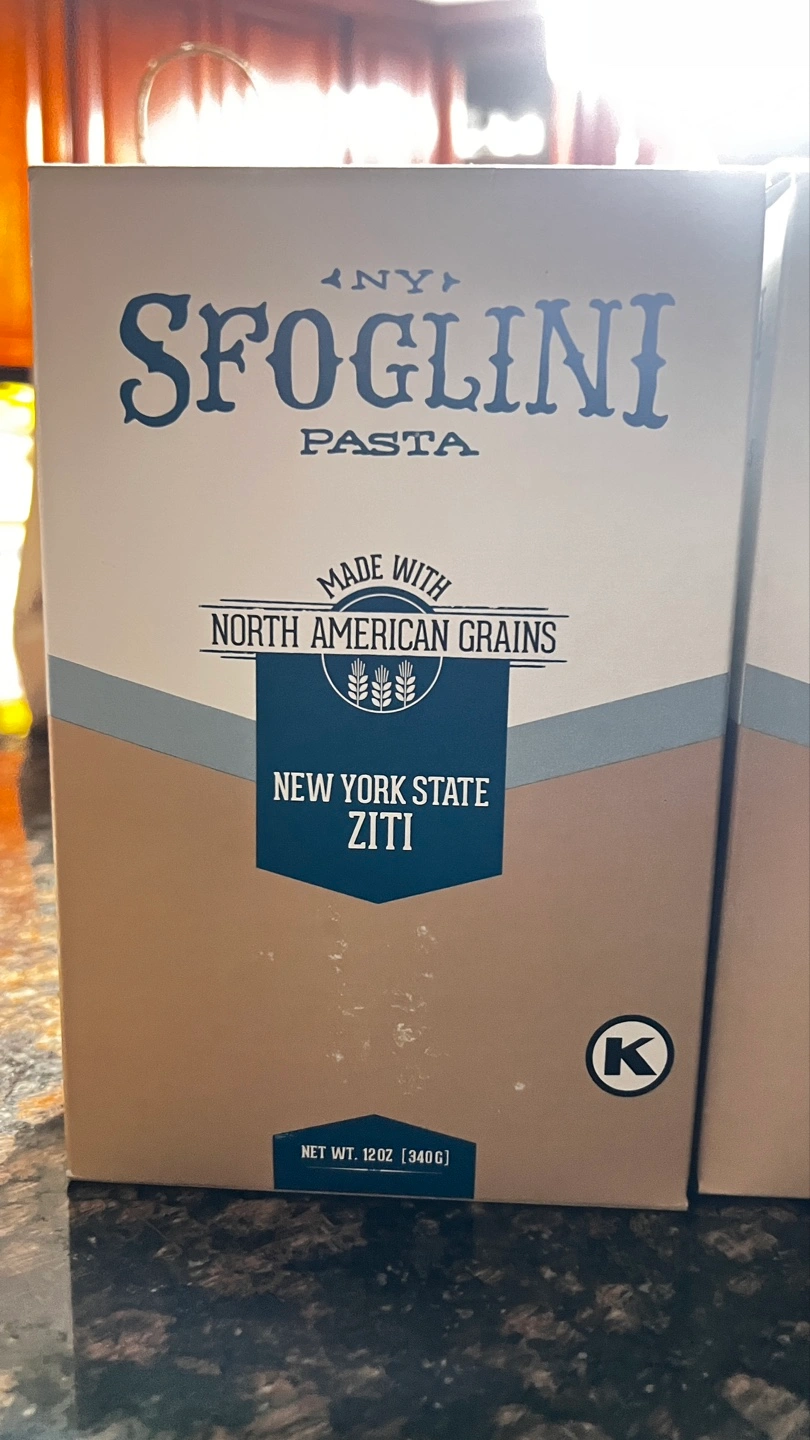 NY
SFOGLINI
PASTA
MADE WITH
NORTH AMERICAN GRAINS
NEW YORK STATE
ZITI
K
NET WT. 12OZ [340G]